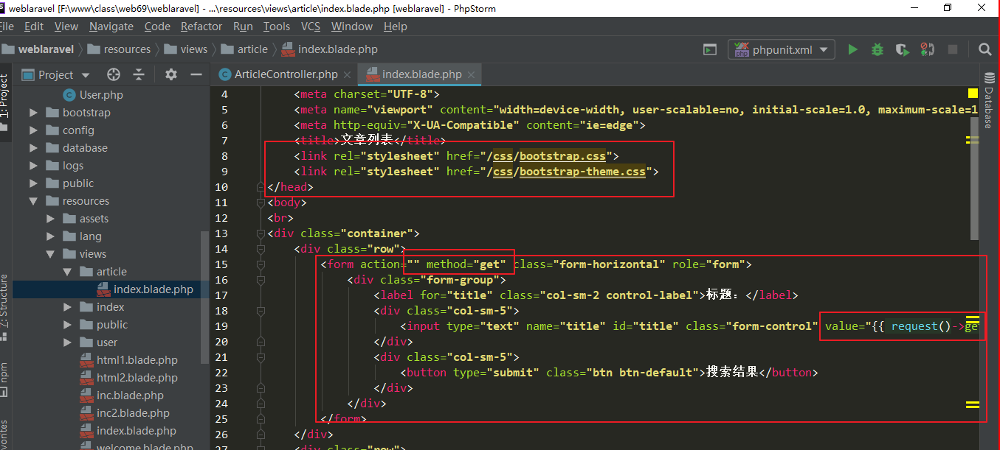 weblaravel [F:\www\class\web69\weblaravel] - ...\resources\views\article\index.blade.php [weblaravel] - PhpStorm
File Edit View Navigate Code Refactor Run Tools VCS Window Help
weblaravel resources views article index.blade.php phpunit.xml
Project ArticleController.php index.blade.php
1: Project
7: Structure
npm
Database
User.php
bootstrap
config
database
logs
public
resources
assets
lang
views
article
index.blade.php
index
public
user
html1.blade.php
html2.blade.php
inc.blade.php
inc2.blade.php
index.blade.php
welcome.blade.php
4 <meta charset="UTF-8">
5 <meta name="viewport" content="width=device-width, user-scalable=no, initial-scale=1.0, maximum-scale=1
6 <meta http-equiv="X-UA-Compatible" content="ie=edge">
7 <title>文章列表</title>
8 <link rel="stylesheet" href="/css/bootstrap.css">
9 <link rel="stylesheet" href="/css/bootstrap-theme.css">
10 </head>
11 <body>
12 <br>
13 <div class="container">
14 <div class="row">
15 <form action="" method="get" class="form-horizontal" role="form">
16 <div class="form-group">
17 <label for="title" class="col-sm-2 control-label">标题：</label>
18 <div class="col-sm-5">
19 <input type="text" name="title" id="title" class="form-control" value="{{ request()->ge
20 </div>
21 <div class="col-sm-5">
22 <button type="submit" class="btn btn-default">搜索结果</button>
23 </div>
24 </div>
25 </form>
26 </div>
27 <div class="row">